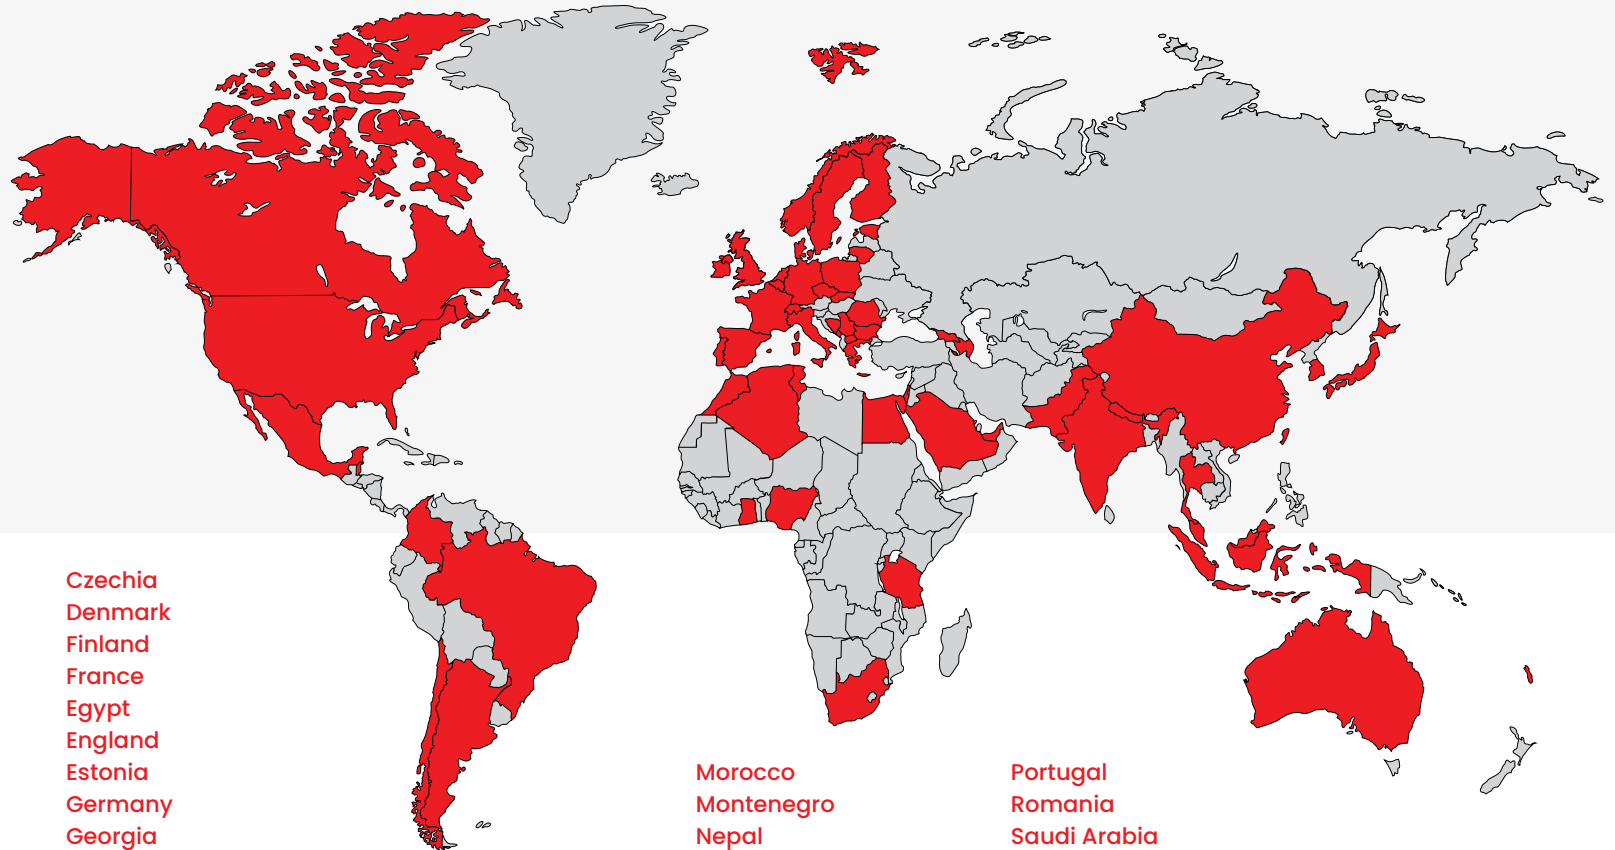 Czechia
Denmark
Finland
France
Egypt
England
Estonia
Germany
Georgia
Morocco
Montenegro
Nepal
Portugal
Romania
Saudi Arabia